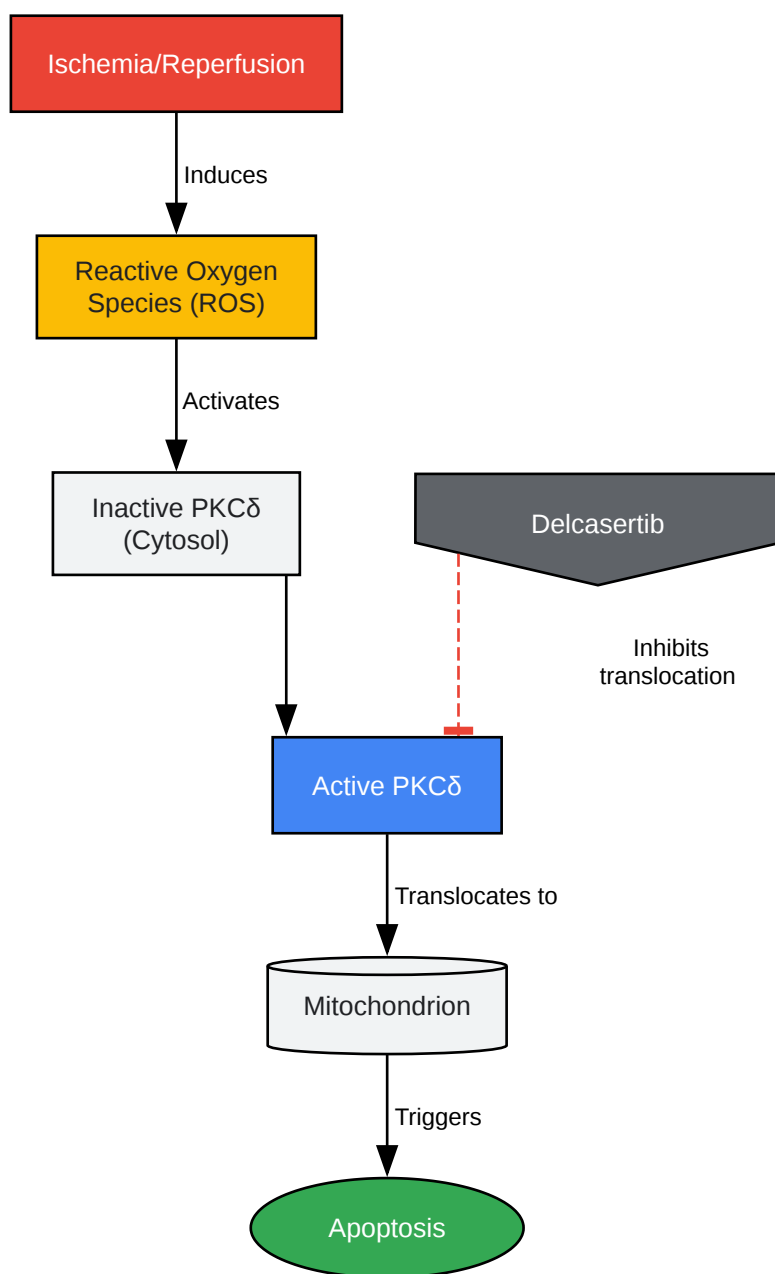 Ischemia/Reperfusion
Induces
Reactive Oxygen
Species (ROS)
Activates
Inactive PKCδ
(Cytosol)
Delcasertib
Inhibits
translocation
Active PKCδ
Translocates to
Mitochondrion
Triggers
Apoptosis